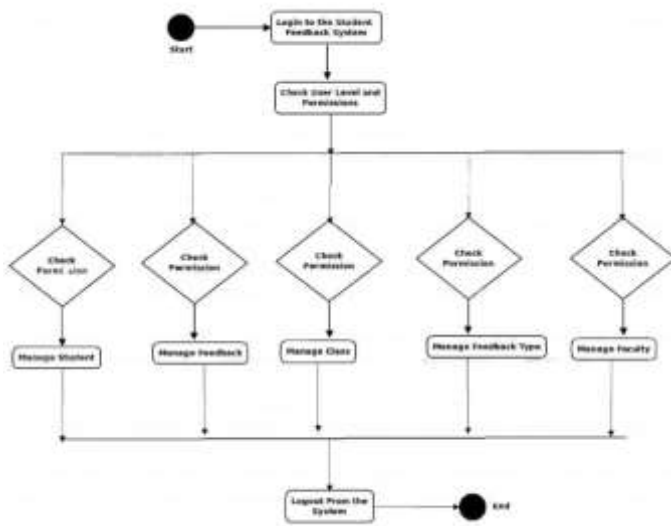 Login to the Student
Feedback System
Start
Check User Level and
Permissions
Check
Check
Permission
Check
Permission
Check
Permission
Check
Permission
Manage Student
Manage Feedback
Manage Class
Manage Feedback Type
Manage Faculty
Logout From the
System
End